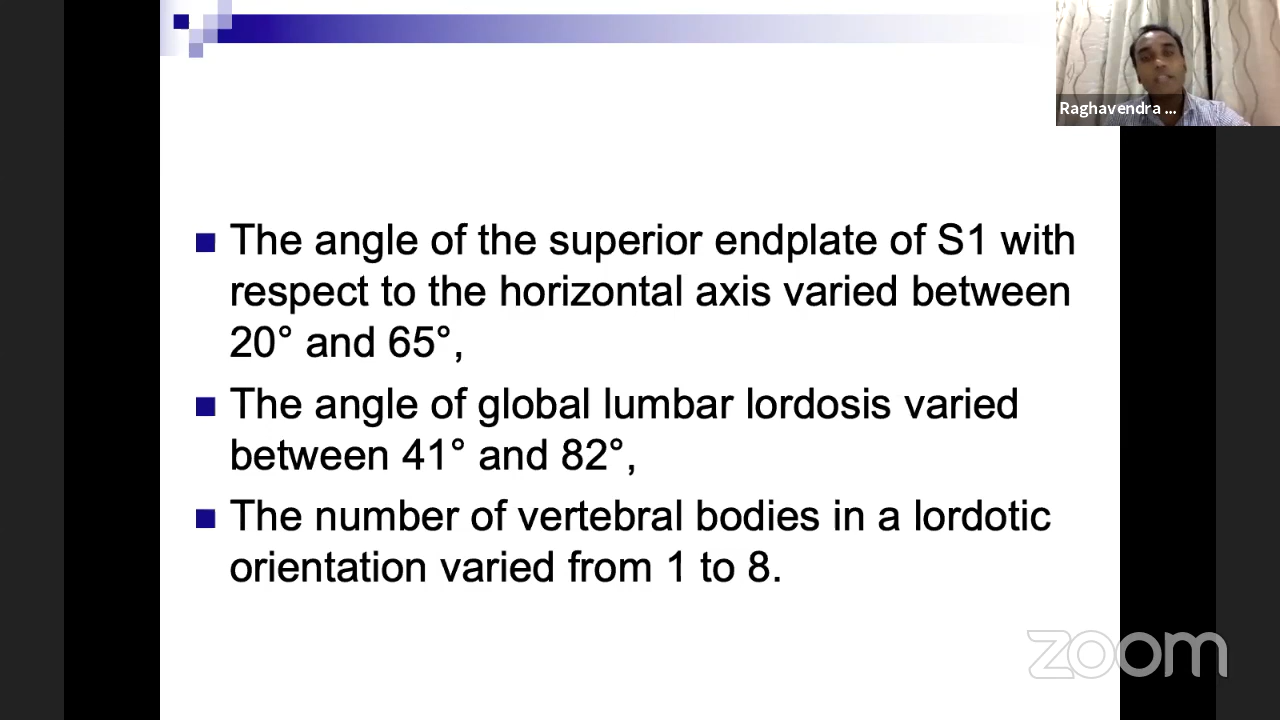 Raghavendra ...
The angle of the superior endplate of S1 with
respect to the horizontal axis varied between
20° and 65°,
The angle of global lumbar lordosis varied
between 41° and 82°,
The number of vertebral bodies in a lordotic
orientation varied from 1 to 8.
zoom